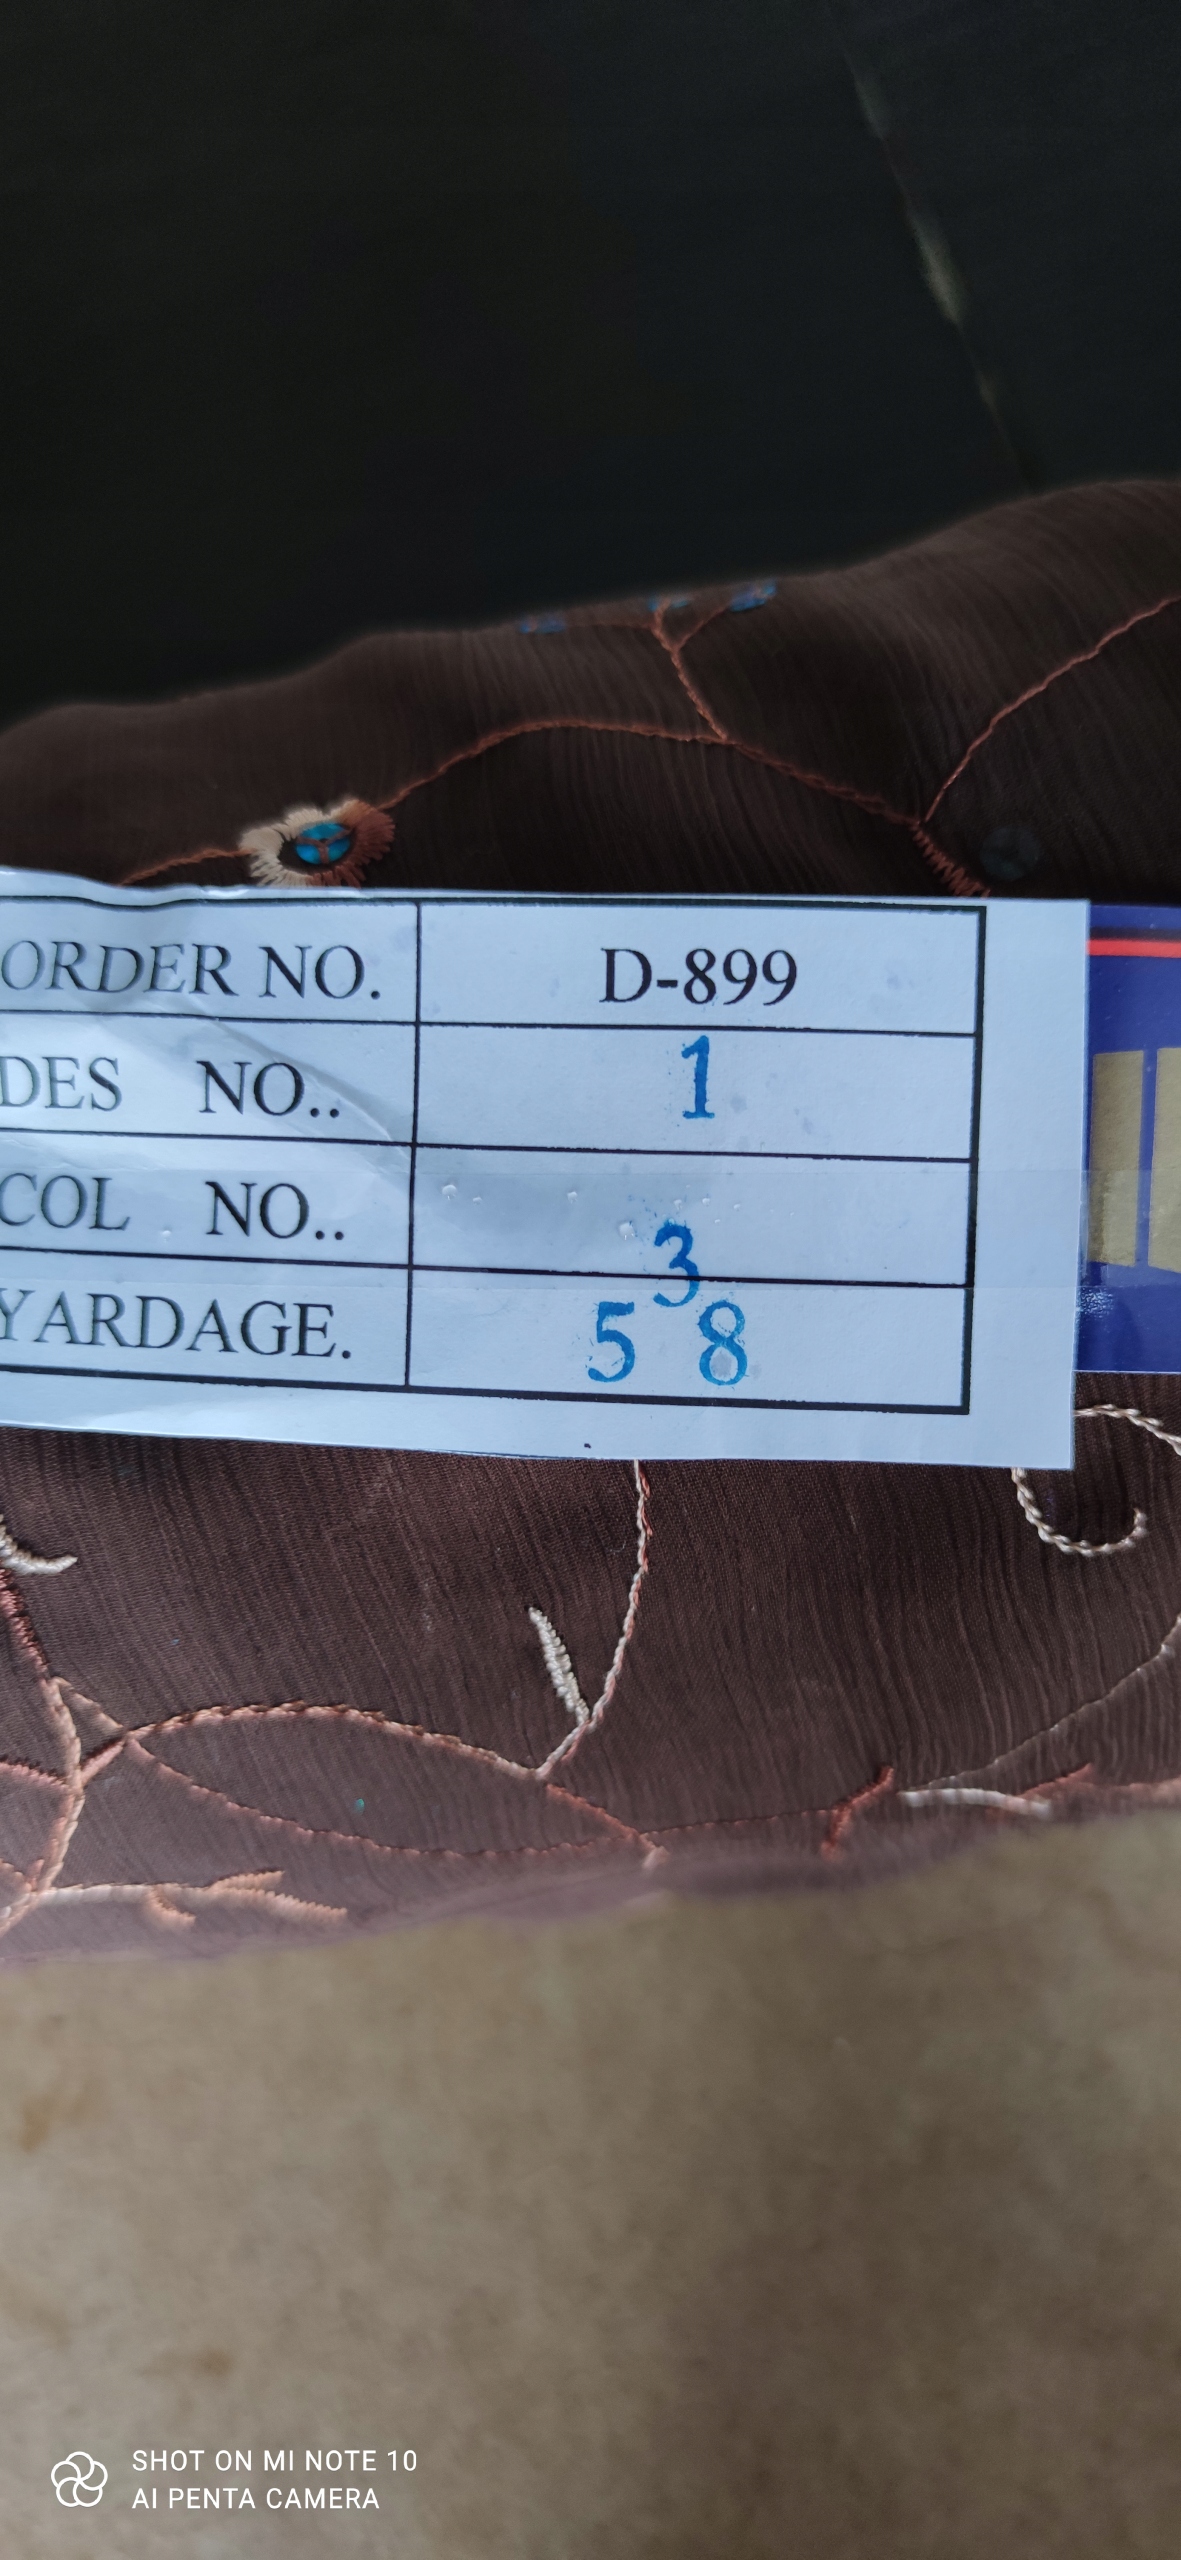 ORDER NO. D-899
DES NO.. 1
COL NO.. 3
YARDAGE. 5 8
SHOT ON MI NOTE 10
AI PENTA CAMERA